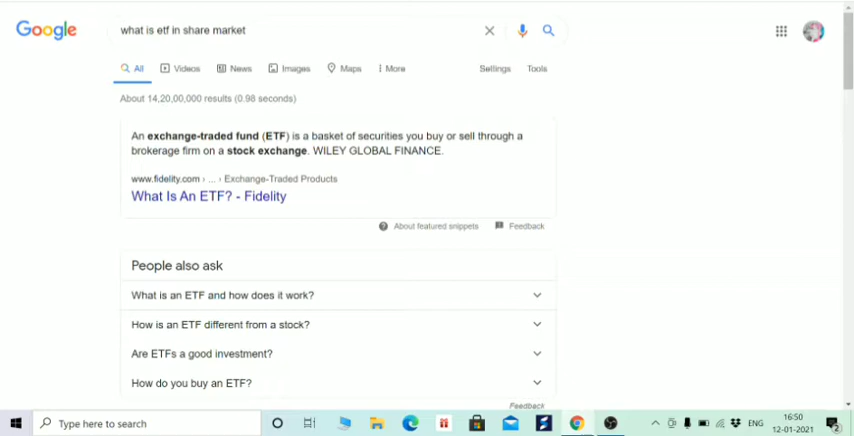 Google
what is etf in share market
All Videos News Images Maps More Settings Tools
About 14,20,00,000 results (0.98 seconds)
An exchange-traded fund (ETF) is a basket of securities you buy or sell through a
brokerage firm on a stock exchange. WILEY GLOBAL FINANCE.
www.fidelity.com › ... › Exchange-Traded Products
What Is An ETF? - Fidelity
About featured snippets Feedback
People also ask
What is an ETF and how does it work?
How is an ETF different from a stock?
Are ETFs a good investment?
How do you buy an ETF?
Feedback
Type here to search
ENG
16:50
12-01-2021
2